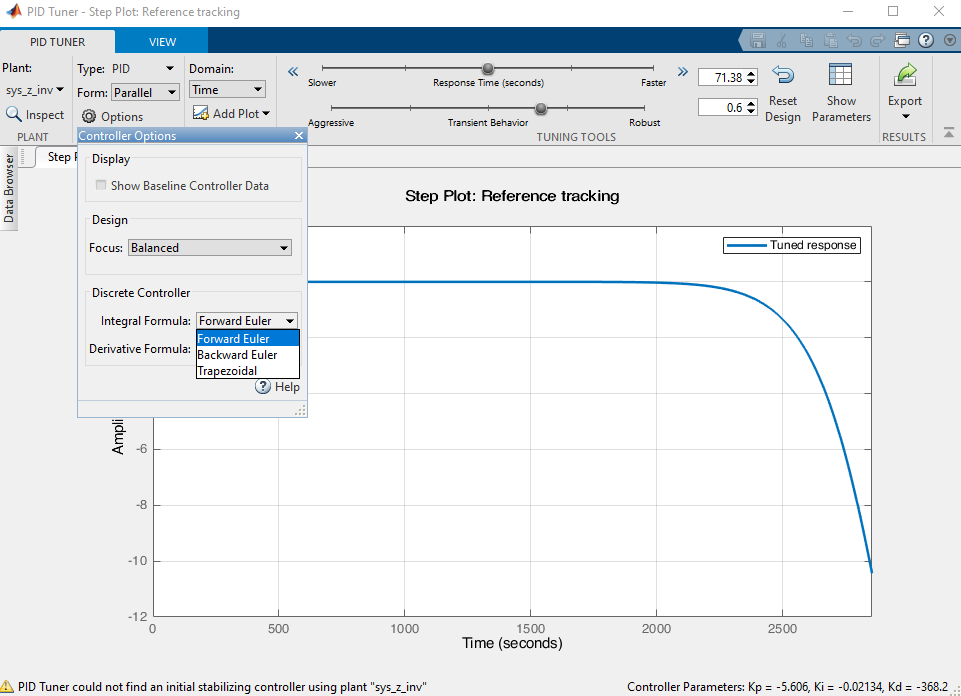 PID Tuner - Step Plot: Reference tracking
PID TUNER
VIEW
Plant:
sys_z_inv
Inspect
PLANT
Type: PID
Form: Parallel
Options
Domain:
Time
Add Plot
Slower
Response Time (seconds)
Faster
Aggressive
Transient Behavior
Robust
71.38
0.6
Reset
Design
Show
Parameters
TUNING TOOLS
Export
RESULTS
Data Browser
Step P
Controller Options
Display
Show Baseline Controller Data
Design
Focus: Balanced
Discrete Controller
Integral Formula: Forward Euler
Forward Euler
Derivative Formula:
Backward Euler
Trapezoidal
Help
Step Plot: Reference tracking
Tuned response
Ampli
-6
-8
-10
-12
0 500 1000 1500 2000 2500
Time (seconds)
PID Tuner could not find an initial stabilizing controller using plant "sys_z_inv"
Controller Parameters: Kp = -5.606, Ki = -0.02134, Kd = -368.2